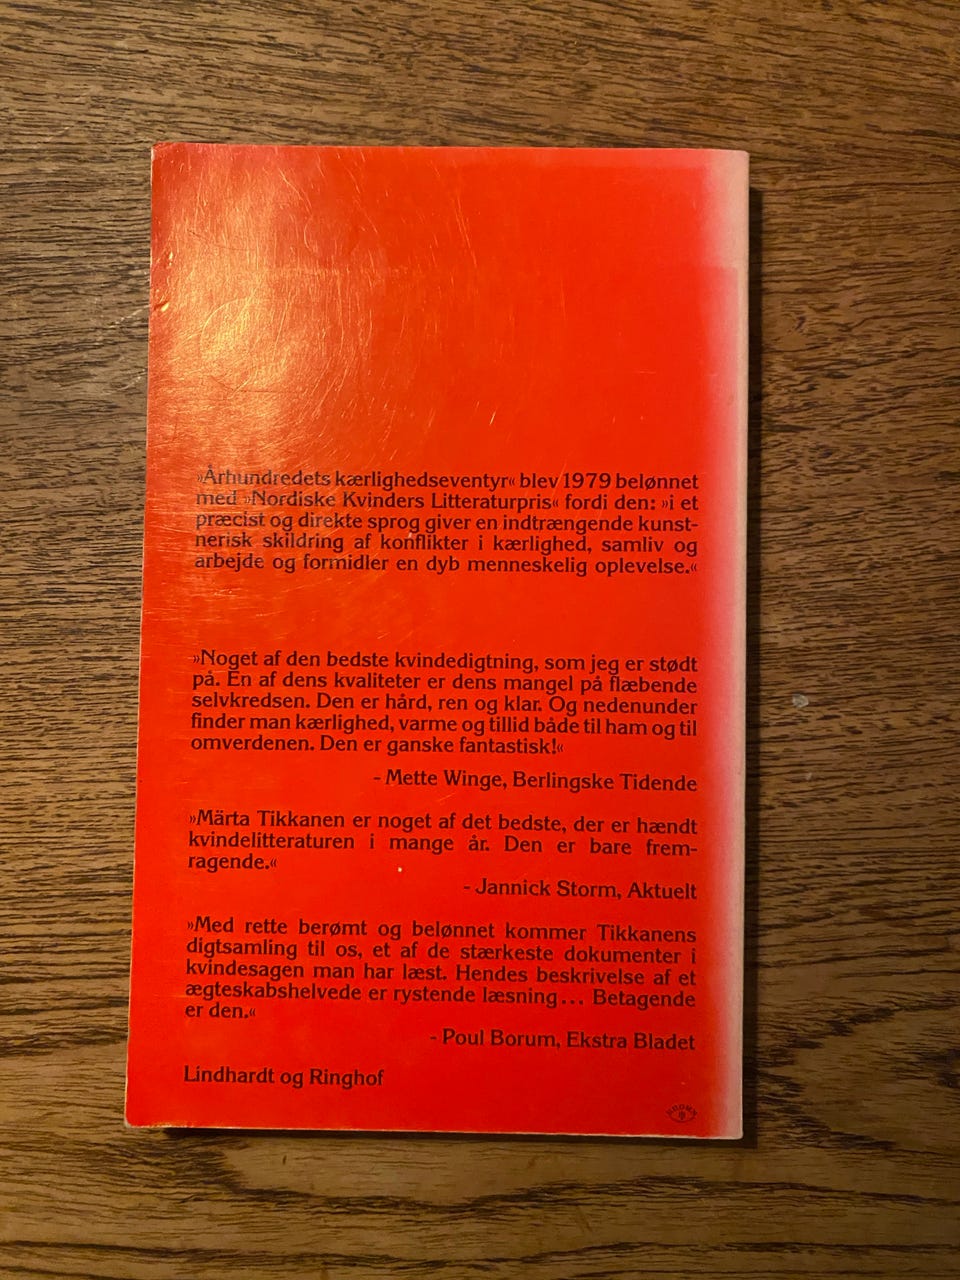 »Århundredets kærlighedseventyr« blev 1979 belønnet
med »Nordiske Kvinders Litteraturpris« fordi den: »i et
præcist og direkte sprog giver en indtrængende kunst-
nerisk skildring af konflikter i kærlighed, samliv og
arbejde og formidler en dyb menneskelig oplevelse.«
»Noget af den bedste kvindedigtning, som jeg er stødt
på. En af dens kvaliteter er dens mangel på flæbende
selvkredsen. Den er hård, ren og klar. Og nedenunder
finder man kærlighed, varme og tillid både til ham og til
omverdenen. Den er ganske fantastisk!«
- Mette Winge, Berlingske Tidende
»Märta Tikkanen er noget af det bedste, der er hændt
kvindelitteraturen i mange år. Den er bare frem-
ragende.«
- Jannick Storm, Aktuelt
»Med rette berømt og belønnet kommer Tikkanens
digtsamling til os, et af de stærkeste dokumenter i
kvindesagen man har læst. Hendes beskrivelse af et
ægteskabshelvede er rystende læsning... Betagende
er den.«
- Poul Borum, Ekstra Bladet
Lindhardt og Ringhof